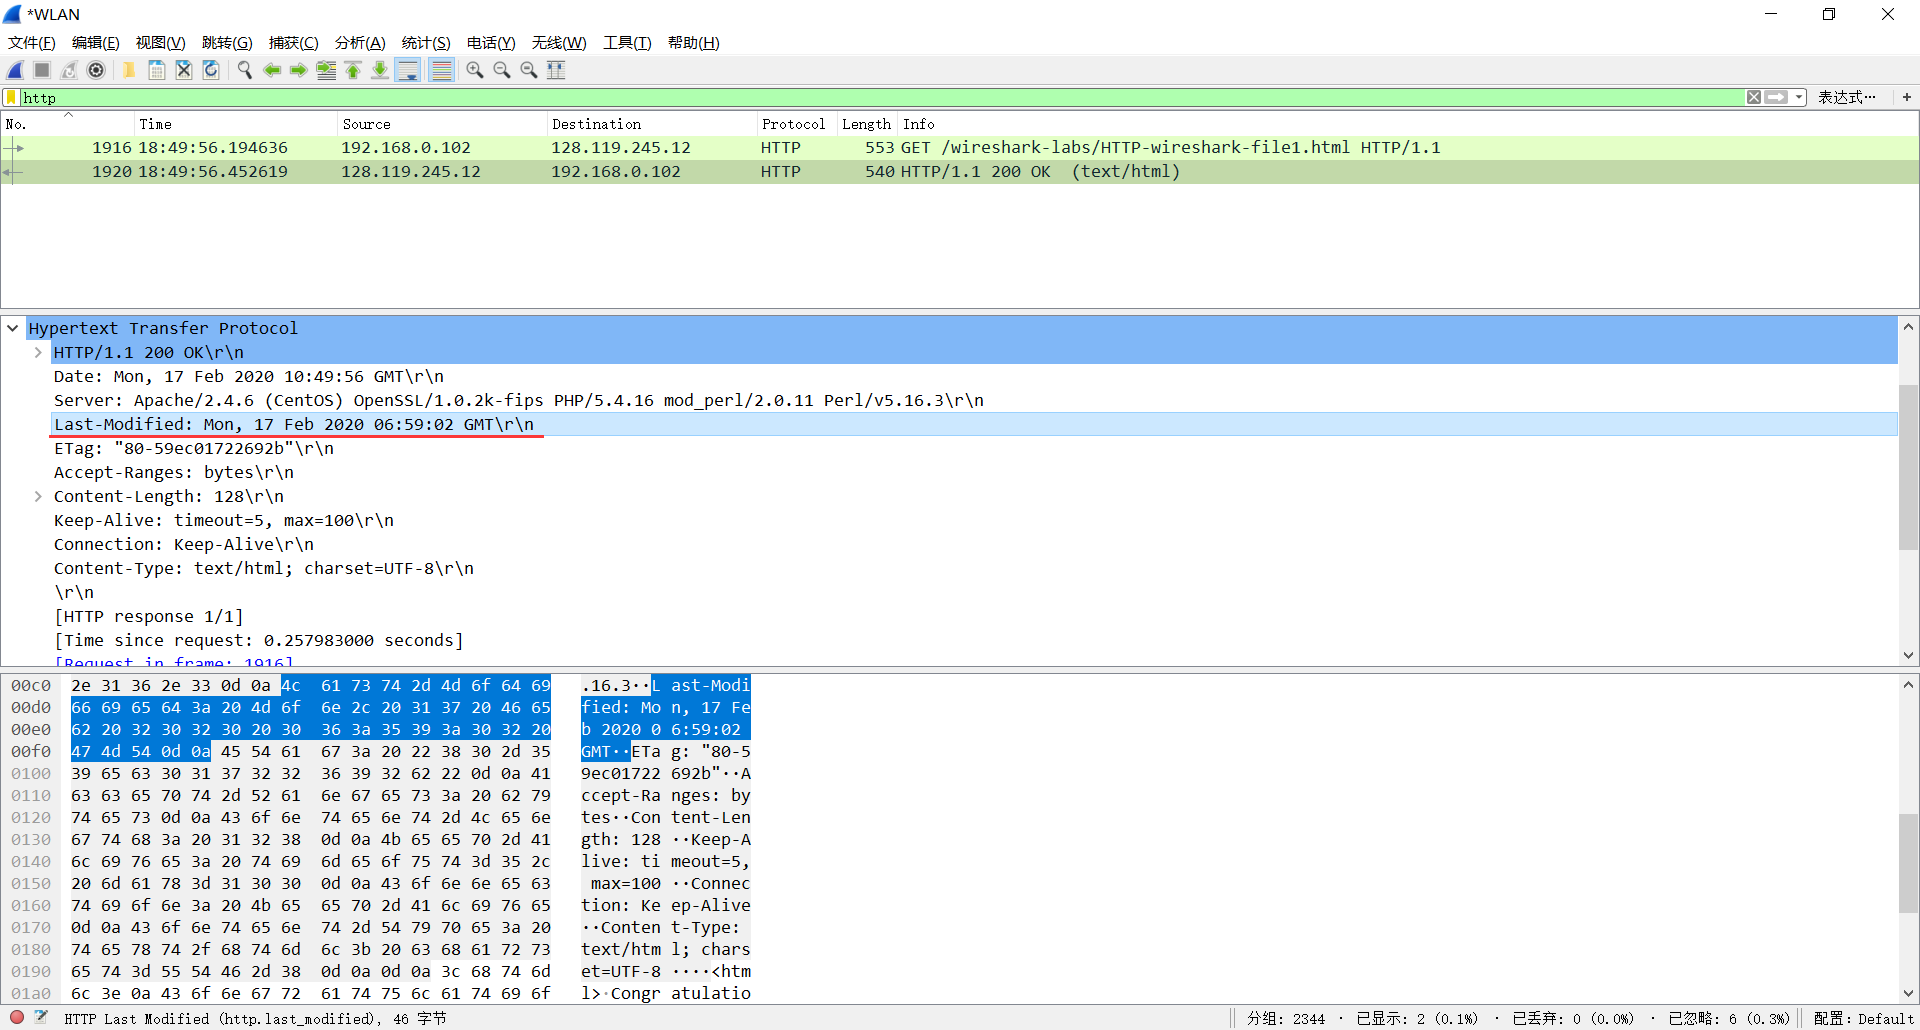 *WLAN
文件(F) 编辑(E) 视图(V) 跳转(G) 捕获(C) 分析(A) 统计(S) 电话(Y) 无线(W) 工具(T) 帮助(H)
http 表达式… +
No. Time Source Destination Protocol Length Info
1916 18:49:56.194636 192.168.0.102 128.119.245.12 HTTP 553 GET /wireshark-labs/HTTP-wireshark-file1.html HTTP/1.1
1920 18:49:56.452619 128.119.245.12 192.168.0.102 HTTP 540 HTTP/1.1 200 OK (text/html)
Hypertext Transfer Protocol
HTTP/1.1 200 OK\r\n
Date: Mon, 17 Feb 2020 10:49:56 GMT\r\n
Server: Apache/2.4.6 (CentOS) OpenSSL/1.0.2k-fips PHP/5.4.16 mod_perl/2.0.11 Perl/v5.16.3\r\n
Last-Modified: Mon, 17 Feb 2020 06:59:02 GMT\r\n
ETag: "80-59ec01722692b"\r\n
Accept-Ranges: bytes\r\n
Content-Length: 128\r\n
Keep-Alive: timeout=5, max=100\r\n
Connection: Keep-Alive\r\n
Content-Type: text/html; charset=UTF-8\r\n
\r\n
[HTTP response 1/1]
[Time since request: 0.257983000 seconds]
[Request in frame: 1916]
00c0 2e 31 36 2e 33 0d 0a 4c 61 73 74 2d 4d 6f 64 69 .16.3··L ast-Modi
00d0 66 69 65 64 3a 20 4d 6f 6e 2c 20 31 37 20 46 65 fied: Mo n, 17 Fe
00e0 62 20 32 30 32 30 20 30 36 3a 35 39 3a 30 32 20 b 2020 0 6:59:02
00f0 47 4d 54 0d 0a 45 54 61 67 3a 20 22 38 30 2d 35 GMT··ETa g: "80-5
0100 39 65 63 30 31 37 32 32 36 39 32 62 22 0d 0a 41 9ec01722 692b"··A
0110 63 63 65 70 74 2d 52 61 6e 67 65 73 3a 20 62 79 ccept-Ra nges: by
0120 74 65 73 0d 0a 43 6f 6e 74 65 6e 74 2d 4c 65 6e tes··Con tent-Len
0130 67 74 68 3a 20 31 32 38 0d 0a 4b 65 65 70 2d 41 gth: 128 ··Keep-A
0140 6c 69 76 65 3a 20 74 69 6d 65 6f 75 74 3d 35 2c live: ti meout=5,
0150 20 6d 61 78 3d 31 30 30 0d 0a 43 6f 6e 6e 65 63 max=100 ··Connec
0160 74 69 6f 6e 3a 20 4b 65 65 70 2d 41 6c 69 76 65 tion: Ke ep-Alive
0170 0d 0a 43 6f 6e 74 65 6e 74 2d 54 79 70 65 3a 20 ··Conten t-Type:
0180 74 65 78 74 2f 68 74 6d 6c 3b 20 63 68 61 72 73 text/htm l; chars
0190 65 74 3d 55 54 46 2d 38 0d 0a 0d 0a 3c 68 74 6d et=UTF-8 ····<htm
01a0 6c 3e 0a 43 6f 6e 67 72 61 74 75 6c 61 74 69 6f l>·Congr atulatio
HTTP Last Modified (http.last_modified), 46 字节 分组: 2344 · 已显示: 2 (0.1%) · 已丢弃: 0 (0.0%) · 已忽略: 6 (0.3%) 配置: Default